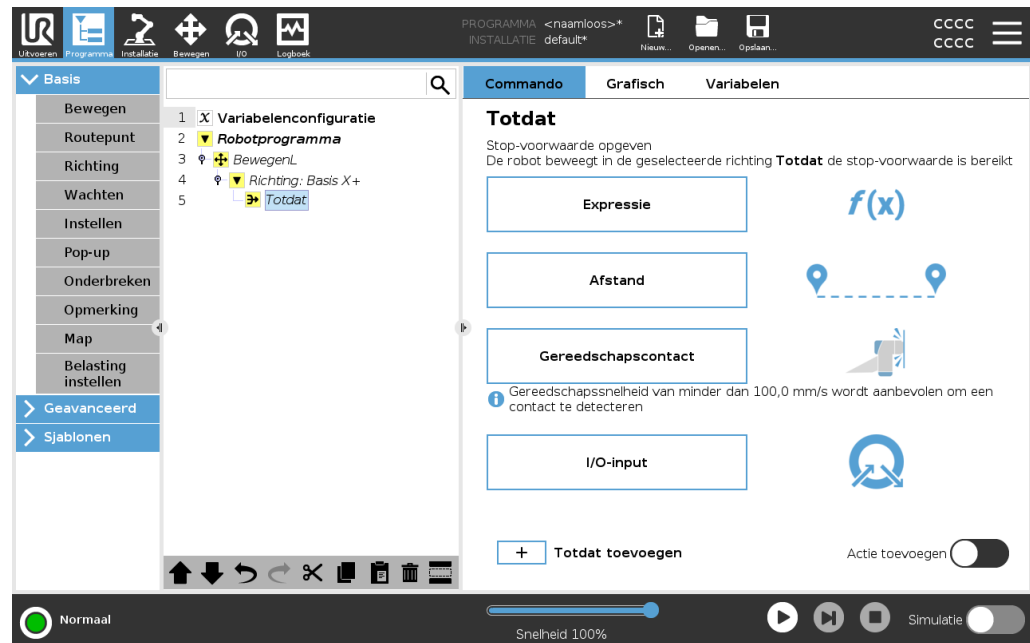 PROGRAMMA <naamloos>*
INSTALLATIE default*
Uitvoeren
Programma
Installatie
Bewegen
I/O
Logboek
Nieuw...
Openen...
Opslaan...
cccc
cccc
Basis
Bewegen
Routepunt
Richting
Wachten
Instellen
Pop-up
Onderbreken
Opmerking
Map
Belasting
instellen
Geavanceerd
Sjablonen
1 X Variabelenconfiguratie
2 Robotprogramma
3 BewegenL
4 Richting: Basis X+
5 Totdat
Commando
Grafisch
Variabelen
Totdat
Stop-voorwaarde opgeven
De robot beweegt in de geselecteerde richting Totdat de stop-voorwaarde is bereikt
Expressie
f(x)
Afstand
Gereedschapscontact
Gereedschapssnelheid van minder dan 100,0 mm/s wordt aanbevolen om een
contact te detecteren
I/O-input
+ Totdat toevoegen
Actie toevoegen
Normaal
Snelheid 100%
Simulatie